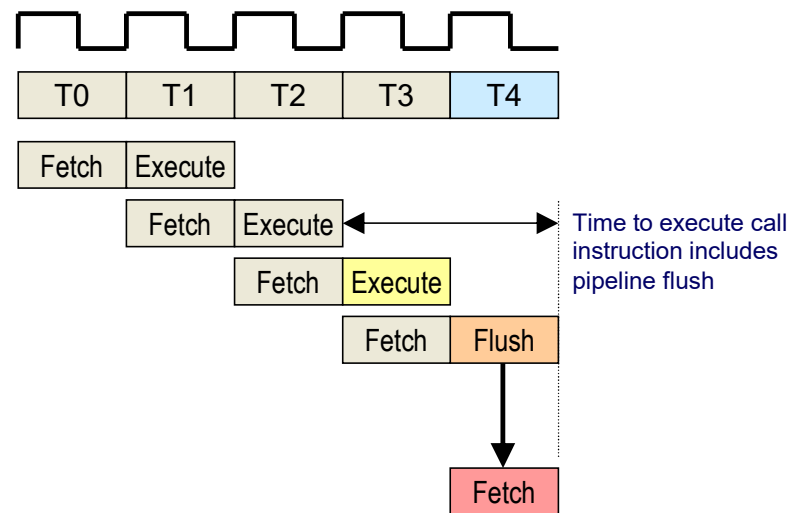 T0 T1 T2 T3 T4
Fetch Execute
Fetch Execute
Time to execute call
instruction includes
pipeline flush
Fetch Execute
Fetch Flush
Fetch